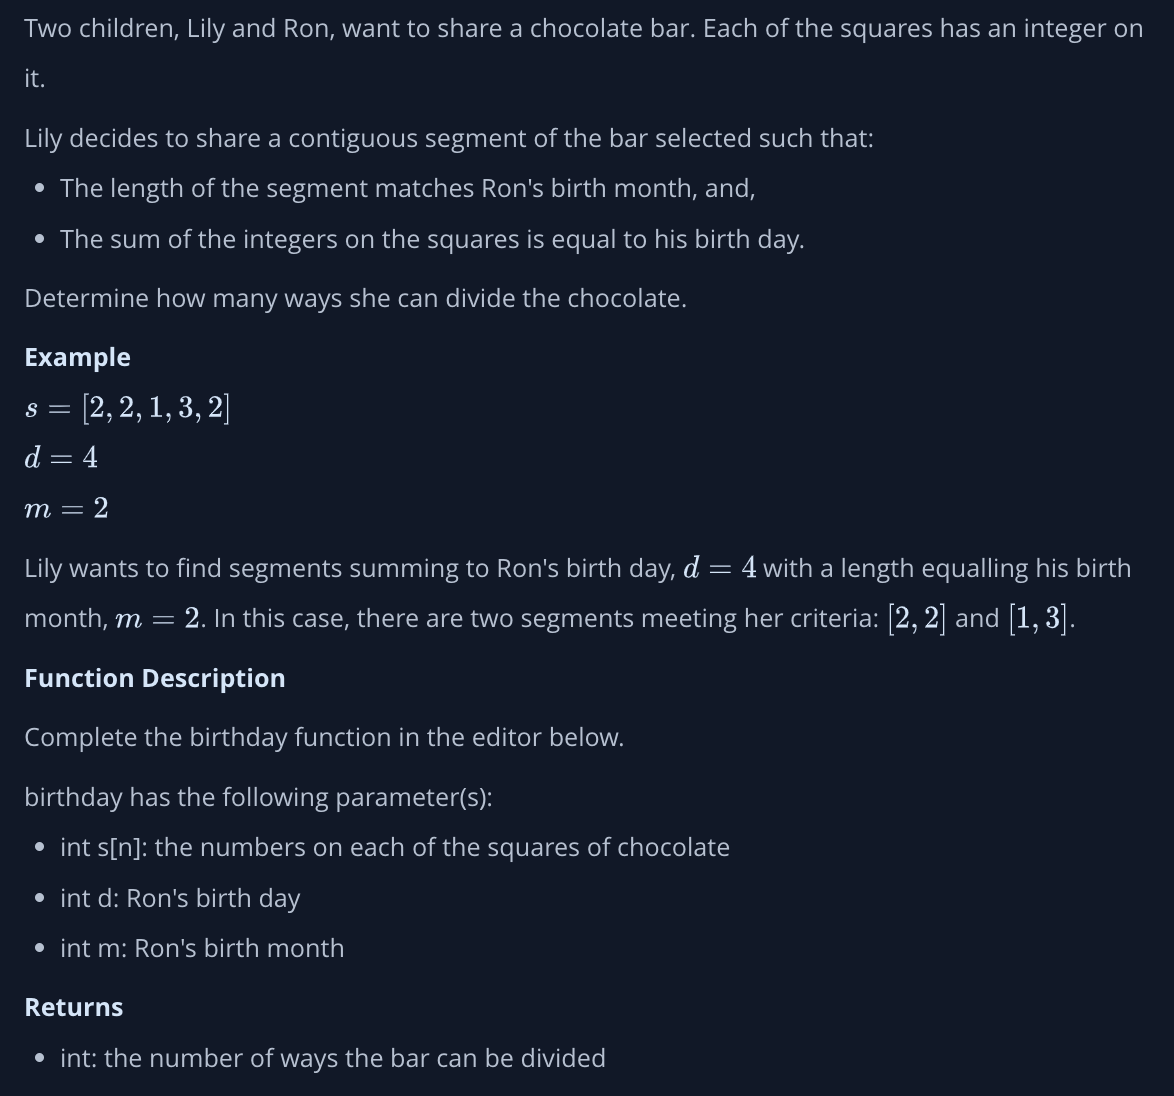 Two children, Lily and Ron, want to share a chocolate bar. Each of the squares has an integer on
it.
Lily decides to share a contiguous segment of the bar selected such that:
• The length of the segment matches Ron's birth month, and,
• The sum of the integers on the squares is equal to his birth day.
Determine how many ways she can divide the chocolate.
Example
s = [2, 2, 1, 3, 2]
d = 4
m = 2
Lily wants to find segments summing to Ron's birth day, d = 4 with a length equalling his birth
month, m = 2. In this case, there are two segments meeting her criteria: [2, 2] and [1, 3].
Function Description
Complete the birthday function in the editor below.
birthday has the following parameter(s):
• int s[n]: the numbers on each of the squares of chocolate
• int d: Ron's birth day
• int m: Ron's birth month
Returns
• int: the number of ways the bar can be divided